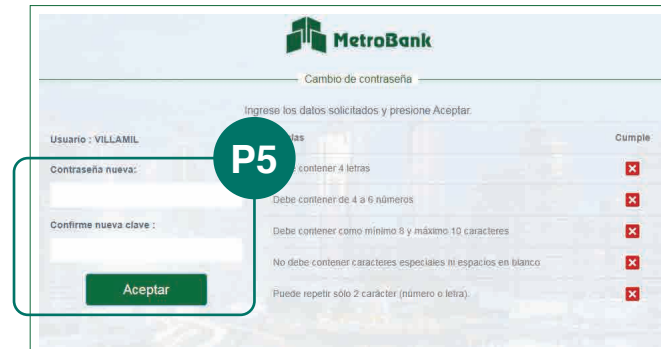 MetroBank
Cambio de contraseña
Ingrese los datos solicitados y presione Aceptar.
Usuario : VILLAMIL
Cumple
P5
Contraseña nueva:
contener 4 letras
Debe contener de 4 a 6 números
Confirme nueva clave :
Debe contener como mínimo 8 y máximo 10 caracteres
No debe contener caracteres especiales ni espacios en blanco
Aceptar
Puede repetir sólo 2 carácter (número o letra).